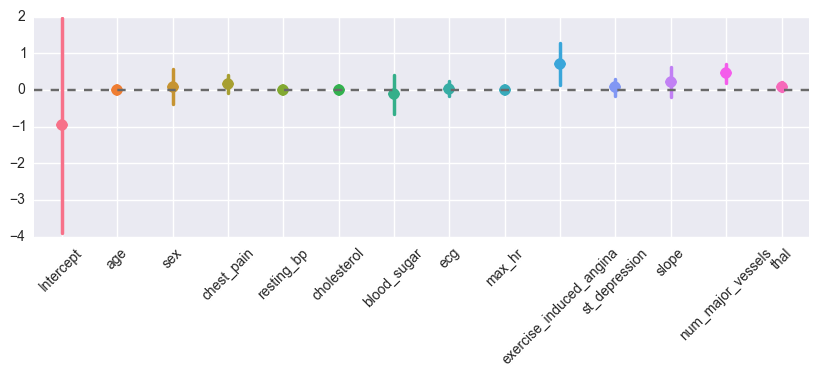 2
1
0
−1
−2
−3
−4
Intercept
age
sex
chest_pain
resting_bp
cholesterol
blood_sugar
ecg
max_hr
exercise_induced_angina
st_depression
slope
num_major_vessels
thal